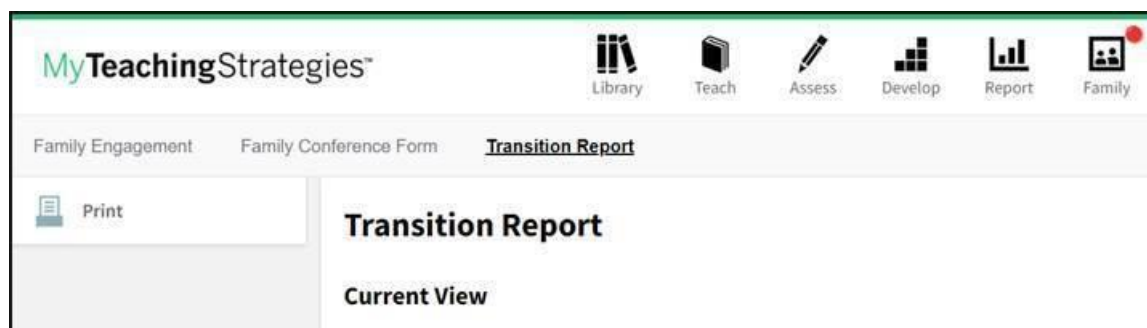 MyTeachingStrategies™
Library Teach Assess Develop Report Family
Family Engagement Family Conference Form Transition Report
Print
Transition Report
Current View